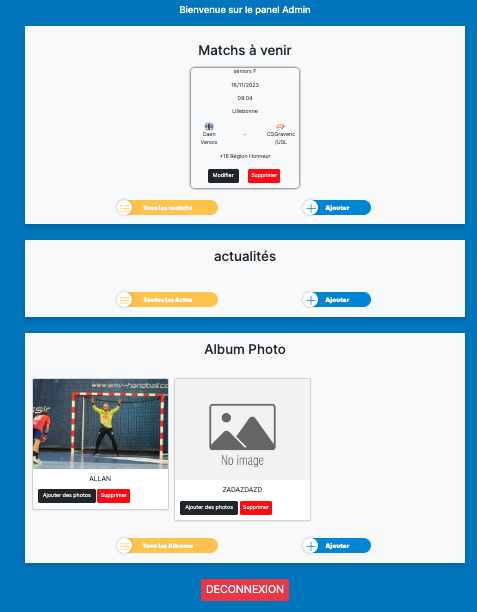 Bienvenue sur le panel Admin
Matchs à venir
séniors F
16/11/2023
09:04
Lillebonne
Caen
Venois
-
CSGravenc
/USL
+16 Région Honneur
Modifier
Supprimer
Tous les matchs
Ajouter
actualités
Toutes les Actus
Ajouter
Album Photo
www.smv-handball.co
ALLAN
Ajouter des photos
Supprimer
No image
ZADAZDAZD
Ajouter des photos
Supprimer
Tous les Albums
Ajouter
DECONNEXION